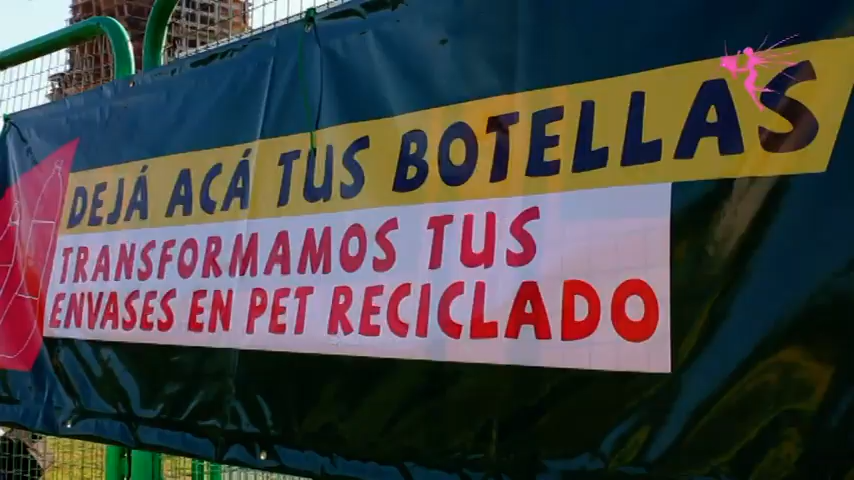 DEJÁ ACÁ TUS BOTELLAS
TRANSFORMAMOS TUS
ENVASES EN PET RECICLADO